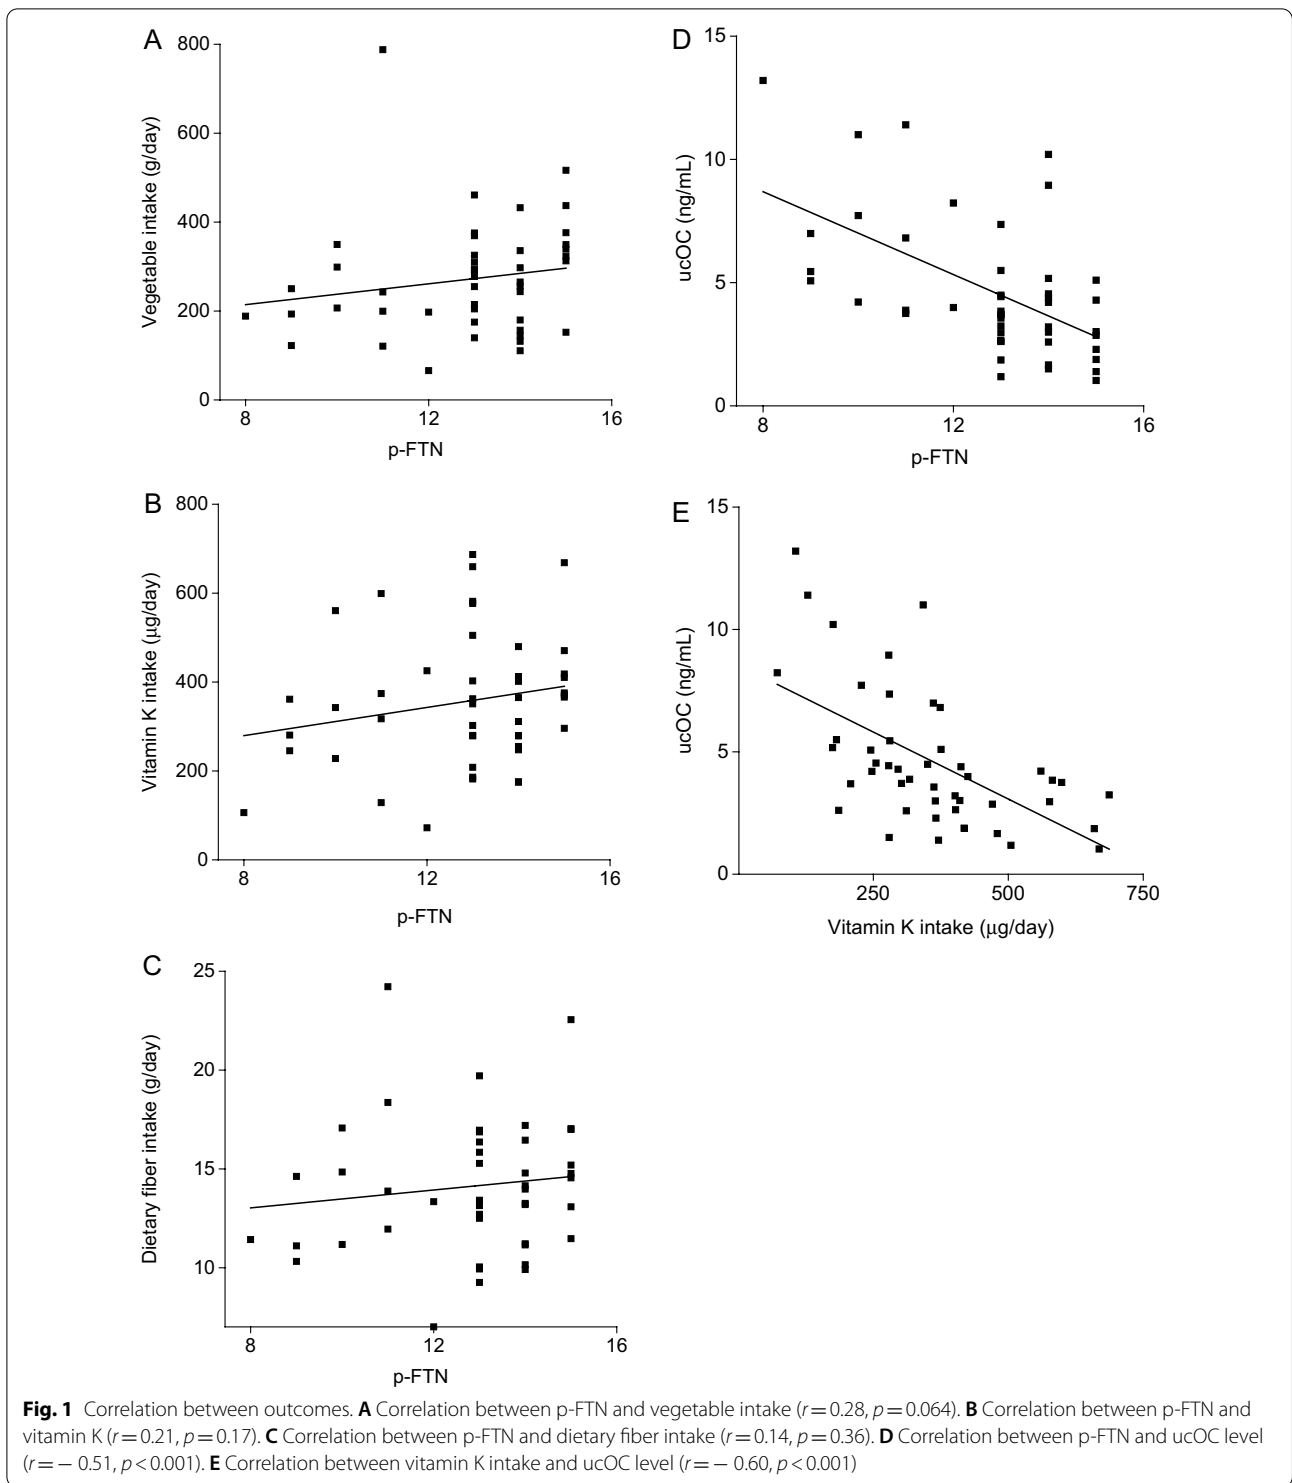 A
800
600
400
200
0
Vegetable intake (g/day)
8
12
16
p-FTN
D
15
10
5
0
ucOC (ng/mL)
8
12
16
p-FTN
B
800
600
400
200
0
Vitamin K intake (μg/day)
8
12
16
p-FTN
E
15
10
5
0
ucOC (ng/mL)
250
500
750
Vitamin K intake (μg/day)
C
25
20
15
10
Dietary fiber intake (g/day)
8
12
16
p-FTN
Fig. 1 Correlation between outcomes. A Correlation between p-FTN and vegetable intake (r = 0.28, p = 0.064). B Correlation between p-FTN and
vitamin K (r = 0.21, p = 0.17). C Correlation between p-FTN and dietary fiber intake (r = 0.14, p = 0.36). D Correlation between p-FTN and ucOC level
(r = − 0.51, p < 0.001). E Correlation between vitamin K intake and ucOC level (r = − 0.60, p < 0.001)